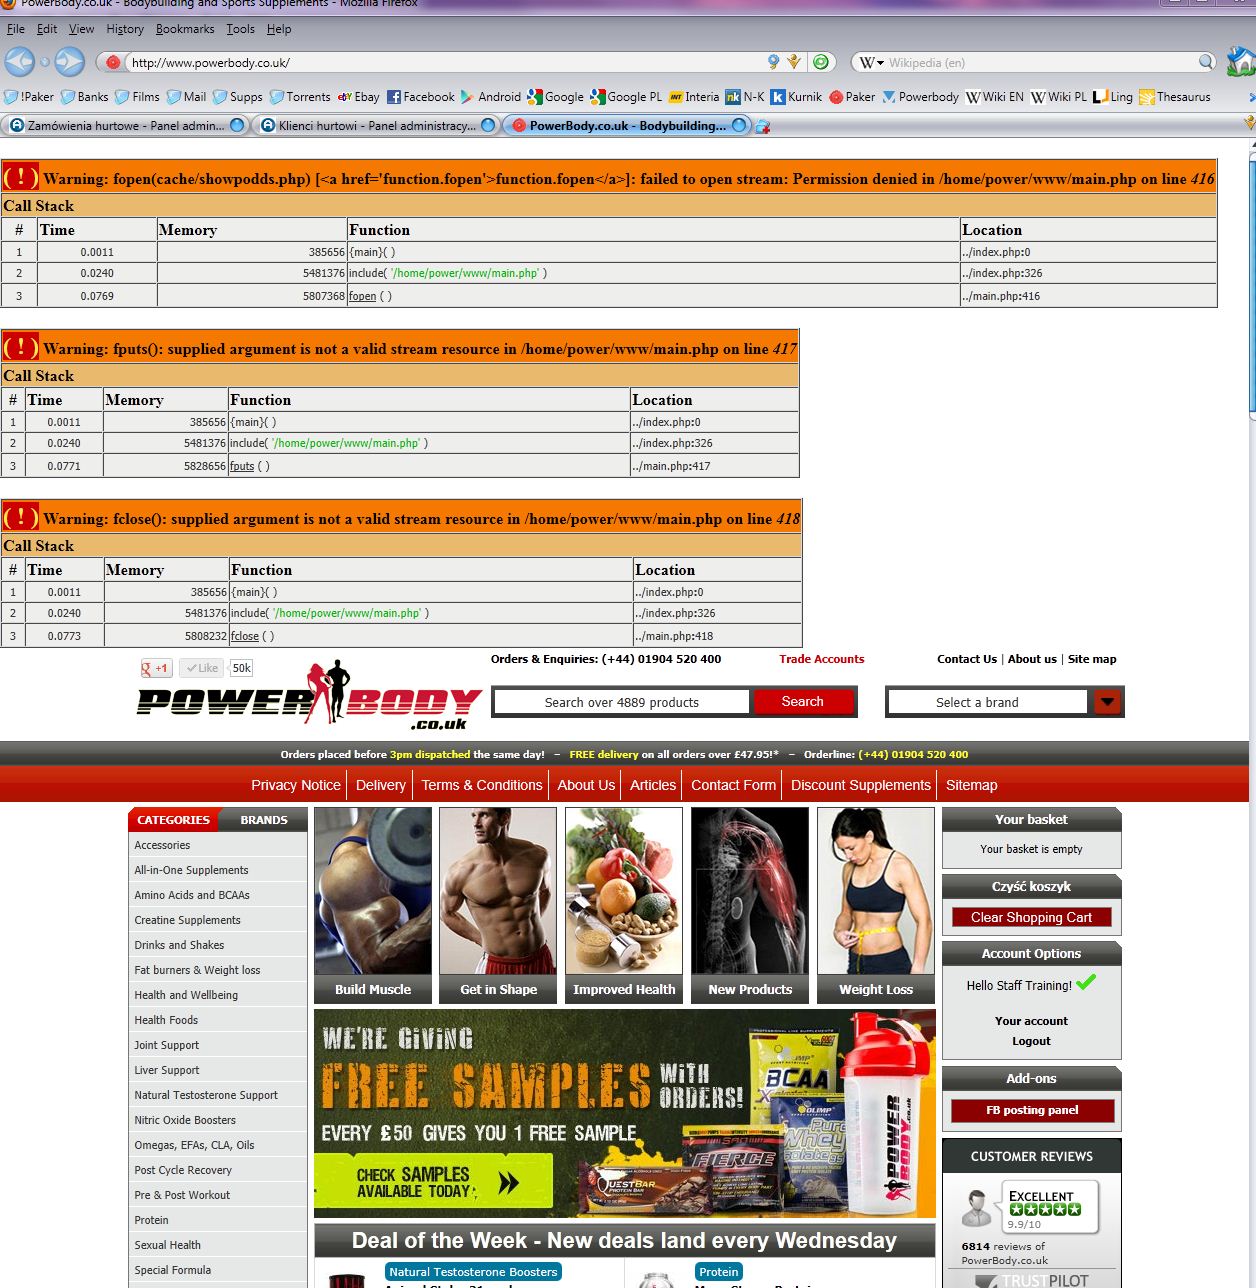 PowerBody.co.uk - Bodybuilding and Sports Supplements - Mozilla Firefox
File Edit View History Bookmarks Tools Help
http://www.powerbody.co.uk/
W Wikipedia (en)
!Paker Banks Films Mail Supps Torrents ebY Ebay Facebook Android Google Google PL INT Interia nk N-K K Kurnik Paker Powerbody W Wiki EN W Wiki PL Ling Thesaurus
Zamówienia hurtowe - Panel admin... Klienci hurtowi - Panel administracy... PowerBody.co.uk - Bodybuilding...
( ! ) Warning: fopen(cache/showpodds.php) [<a href='function.fopen'>function.fopen</a>]: failed to open stream: Permission denied in /home/power/www/main.php on line 416
Call Stack
# Time Memory Function Location
1 0.0011 385656 {main}( ) ../index.php:0
2 0.0240 5481376 include( '/home/power/www/main.php' ) ../index.php:326
3 0.0769 5807368 fopen ( ) ../main.php:416
( ! ) Warning: fputs(): supplied argument is not a valid stream resource in /home/power/www/main.php on line 417
Call Stack
# Time Memory Function Location
1 0.0011 385656 {main}( ) ../index.php:0
2 0.0240 5481376 include( '/home/power/www/main.php' ) ../index.php:326
3 0.0771 5828656 fputs ( ) ../main.php:417
( ! ) Warning: fclose(): supplied argument is not a valid stream resource in /home/power/www/main.php on line 418
Call Stack
# Time Memory Function Location
1 0.0011 385656 {main}( ) ../index.php:0
2 0.0240 5481376 include( '/home/power/www/main.php' ) ../index.php:326
3 0.0773 5808232 fclose ( ) ../main.php:418
g +1 Like 50k
Orders & Enquiries: (+44) 01904 520 400 Trade Accounts Contact Us | About us | Site map
POWER BODY
.co.uk
Search over 4889 products Search Select a brand
Orders placed before 3pm dispatched the same day! – FREE delivery on all orders over £47.95!* – Orderline: (+44) 01904 520 400
Privacy Notice Delivery Terms & Conditions About Us Articles Contact Form Discount Supplements Sitemap
CATEGORIES BRANDS
Accessories
All-in-One Supplements
Amino Acids and BCAAs
Creatine Supplements
Drinks and Shakes
Fat burners & Weight loss
Health and Wellbeing
Health Foods
Joint Support
Liver Support
Natural Testosterone Support
Nitric Oxide Boosters
Omegas, EFAs, CLA, Oils
Post Cycle Recovery
Pre & Post Workout
Protein
Sexual Health
Special Formula
Build Muscle Get in Shape Improved Health New Products Weight Loss
WE'RE GIVING
FREE SAMPLES WITH ORDERS!
EVERY £50 GIVES YOU 1 FREE SAMPLE
CHECK SAMPLES
AVAILABLE TODAY
OLIMP
BCAA
Xplode
OLIMP
Pure
Whey
Isolate 95
SAN
FIERCE
QUESTBAR
PROTEIN BAR
POWER BODY .co.uk
Deal of the Week - New deals land every Wednesday
Natural Testosterone Boosters Protein
Your basket
Your basket is empty
Czyść koszyk
Clear Shopping Cart
Account Options
Hello Staff Training!
Your account
Logout
Add-ons
FB posting panel
CUSTOMER REVIEWS
EXCELLENT
9.9/10
6814 reviews of
PowerBody.co.uk
TRUSTPILOT